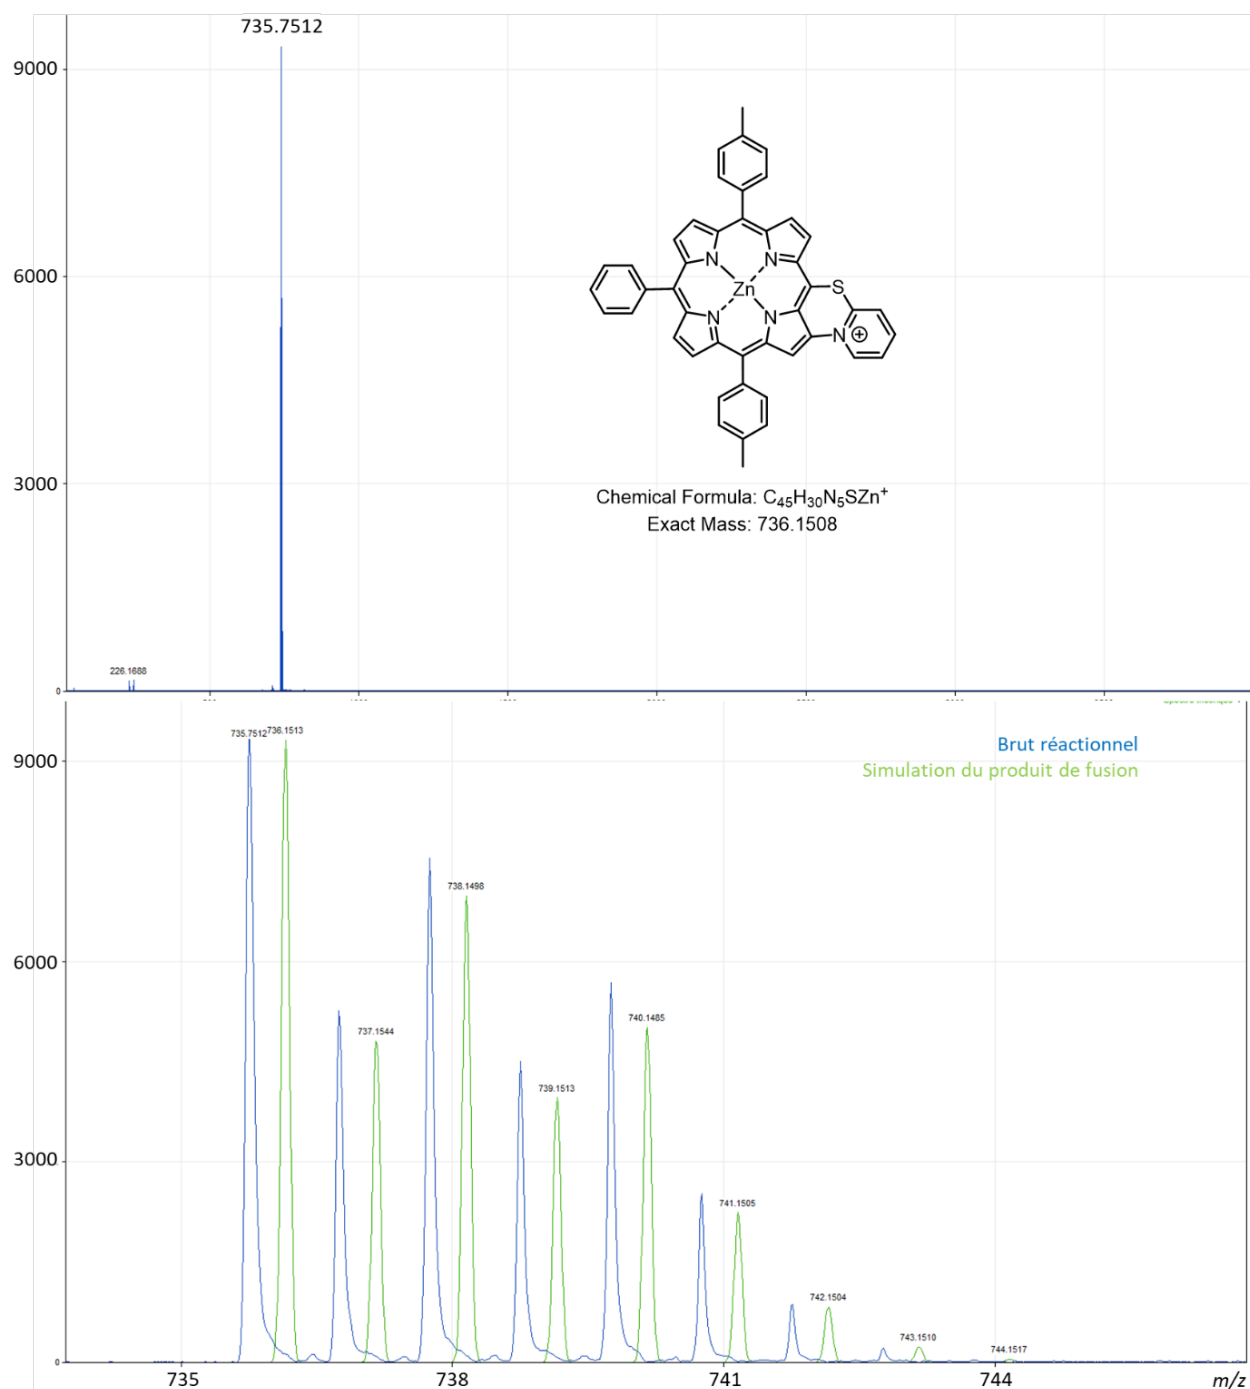 735.7512
9000
6000
3000
0
226.1688
N
N
Zn
S
N
N
N
Chemical Formula: C₄₅H₃₀N₅SZn⁺
Exact Mass: 736.1508
735.7512 736.1513
Brut réactionnel
Simulation du produit de fusion
9000
738.1498
6000
737.1544
740.1485
739.1513
3000
741.1505
742.1504
743.1510
744.1517
0
735 738 741 744 m/z